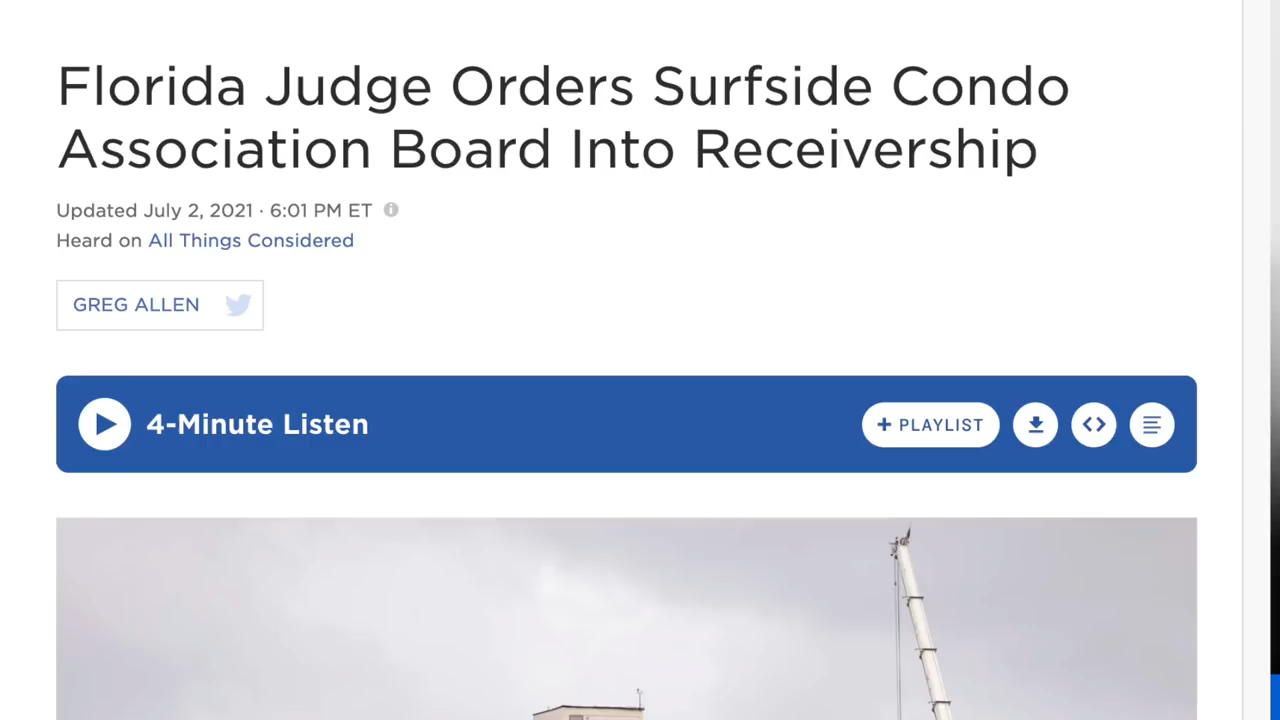 Florida Judge Orders Surfside Condo
Association Board Into Receivership
Updated July 2, 2021 · 6:01 PM ET
Heard on All Things Considered
GREG ALLEN
4-Minute Listen
+ PLAYLIST